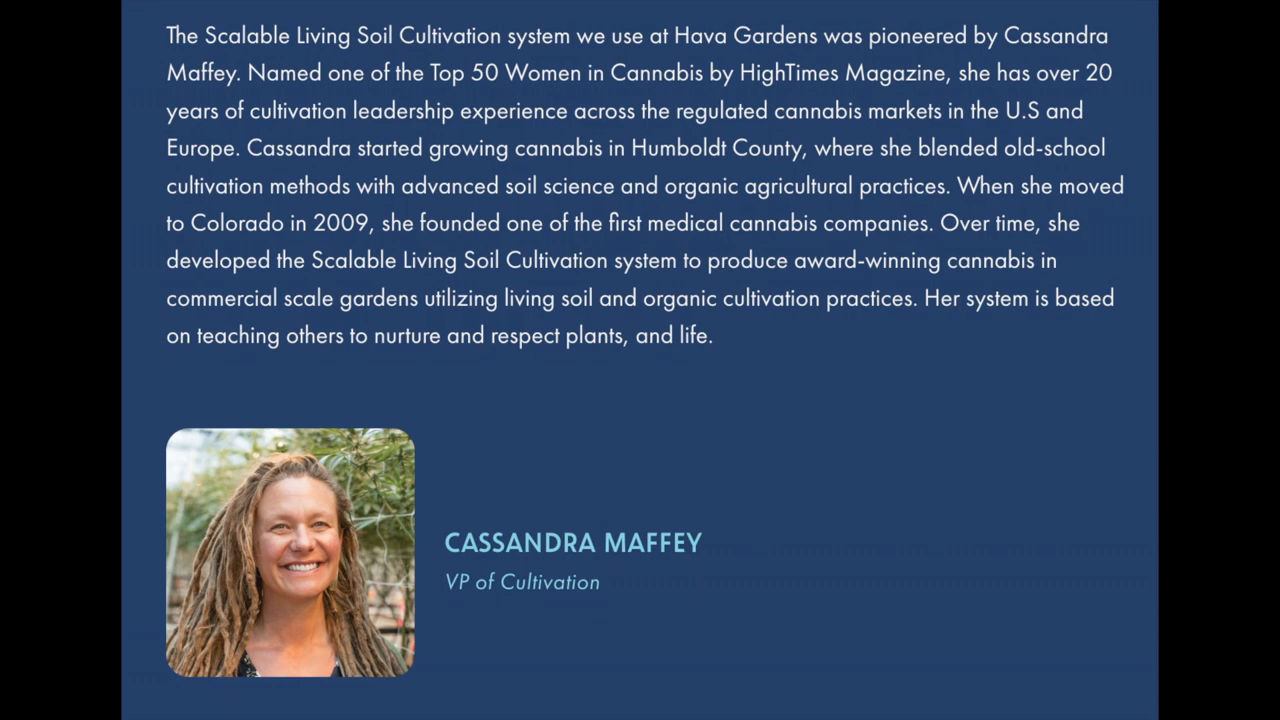 The Scalable Living Soil Cultivation system we use at Hava Gardens was pioneered by Cassandra
Maffey. Named one of the Top 50 Women in Cannabis by HighTimes Magazine, she has over 20
years of cultivation leadership experience across the regulated cannabis markets in the U.S and
Europe. Cassandra started growing cannabis in Humboldt County, where she blended old-school
cultivation methods with advanced soil science and organic agricultural practices. When she moved
to Colorado in 2009, she founded one of the first medical cannabis companies. Over time, she
developed the Scalable Living Soil Cultivation system to produce award-winning cannabis in
commercial scale gardens utilizing living soil and organic cultivation practices. Her system is based
on teaching others to nurture and respect plants, and life.
CASSANDRA MAFFEY
VP of Cultivation